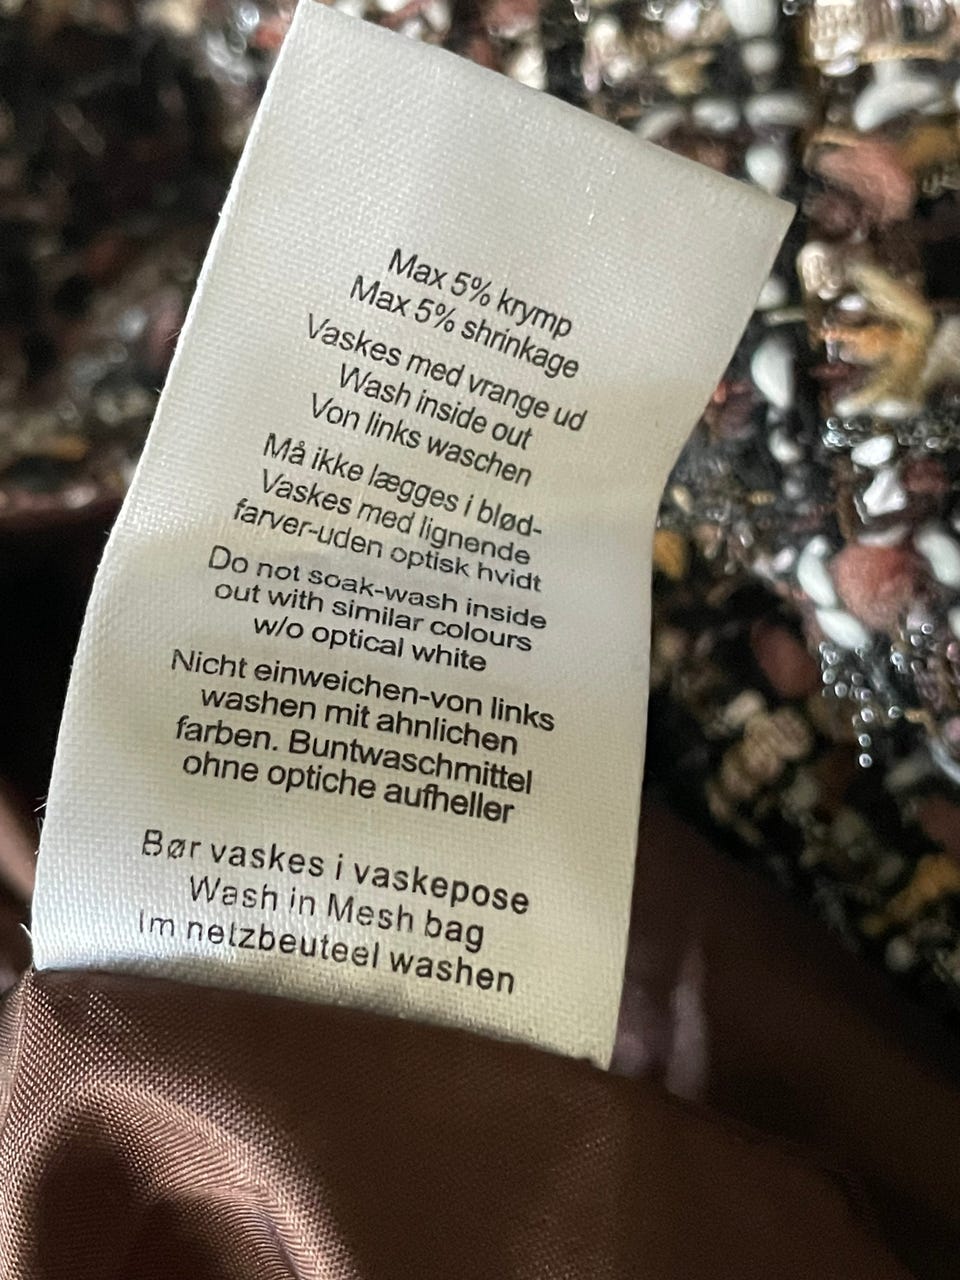 Max 5% krymp
Max 5% shrinkage
Vaskes med vrange ud
Wash inside out
Von links waschen
Må ikke lægges i blød-
Vaskes med lignende
farver-uden optisk hvidt
Do not soak-wash inside
out with similar colours
w/o optical white
Nicht einweichen-von links
washen mit ahnlichen
farben. Buntwaschmittel
ohne optiche aufheller
Bør vaskes i vaskepose
Wash in Mesh bag
Im netzbeuteel washen